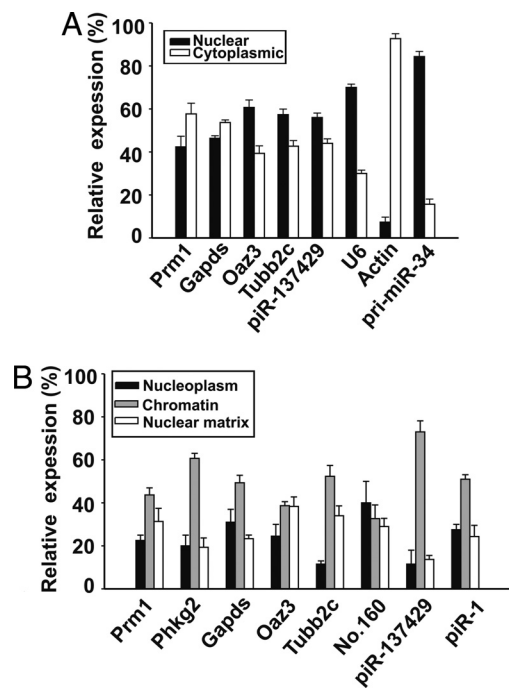 A
Relative expession (%)
100
80
60
40
20
0
Nuclear
Cytoplasmic
Prm1
Gapds
Oaz3
Tubb2c
piR-137429
U6
Actin
pri-miR-34
B
Relative expession (%)
100
80
60
40
20
0
Nucleoplasm
Chromatin
Nuclear matrix
Prm1
Phkg2
Gapds
Oaz3
Tubb2c
No.160
piR-137429
piR-1